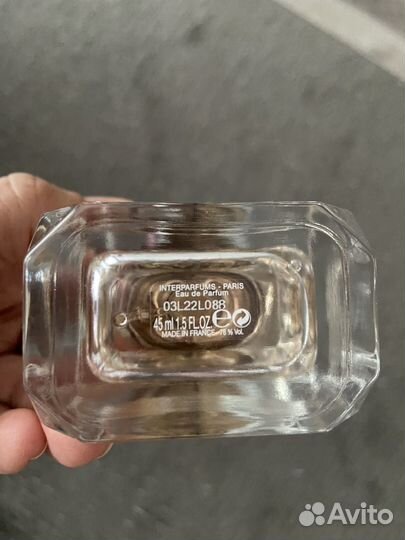 INTERPARFUMS - PARIS
Eau de Parfum
03L22L088
45 ml 1.5 FL.OZ. e
MADE IN FRANCE - 78 % Vol.
Avito